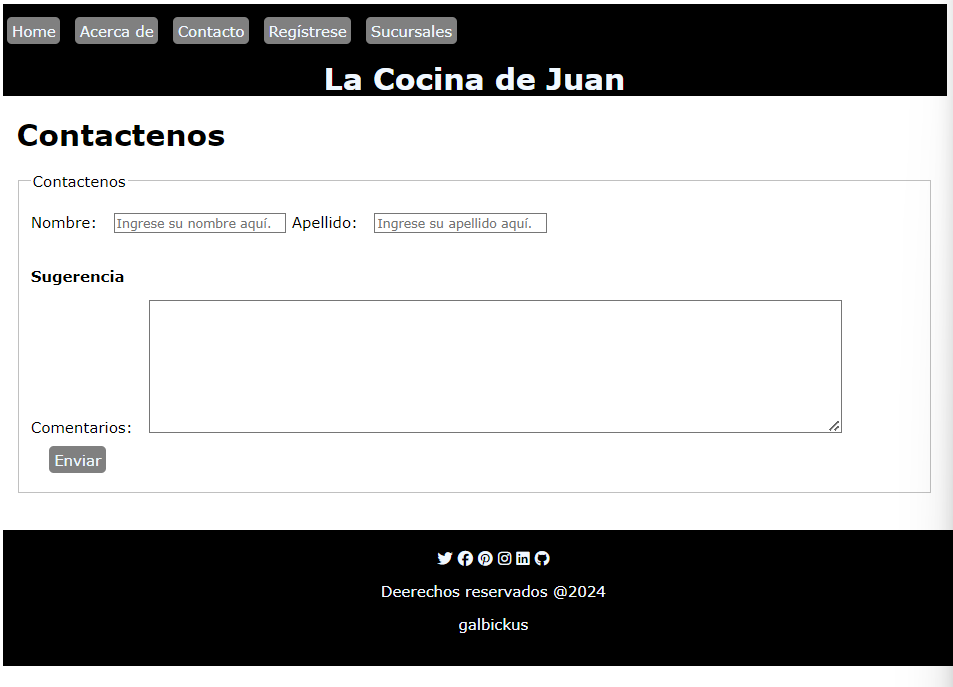 Home Acerca de Contacto Regístrese Sucursales
La Cocina de Juan
Contactenos
Contactenos
Nombre: Ingrese su nombre aquí. Apellido: Ingrese su apellido aquí.
Sugerencia
Comentarios:
Enviar
Deerechos reservados @2024
galbickus